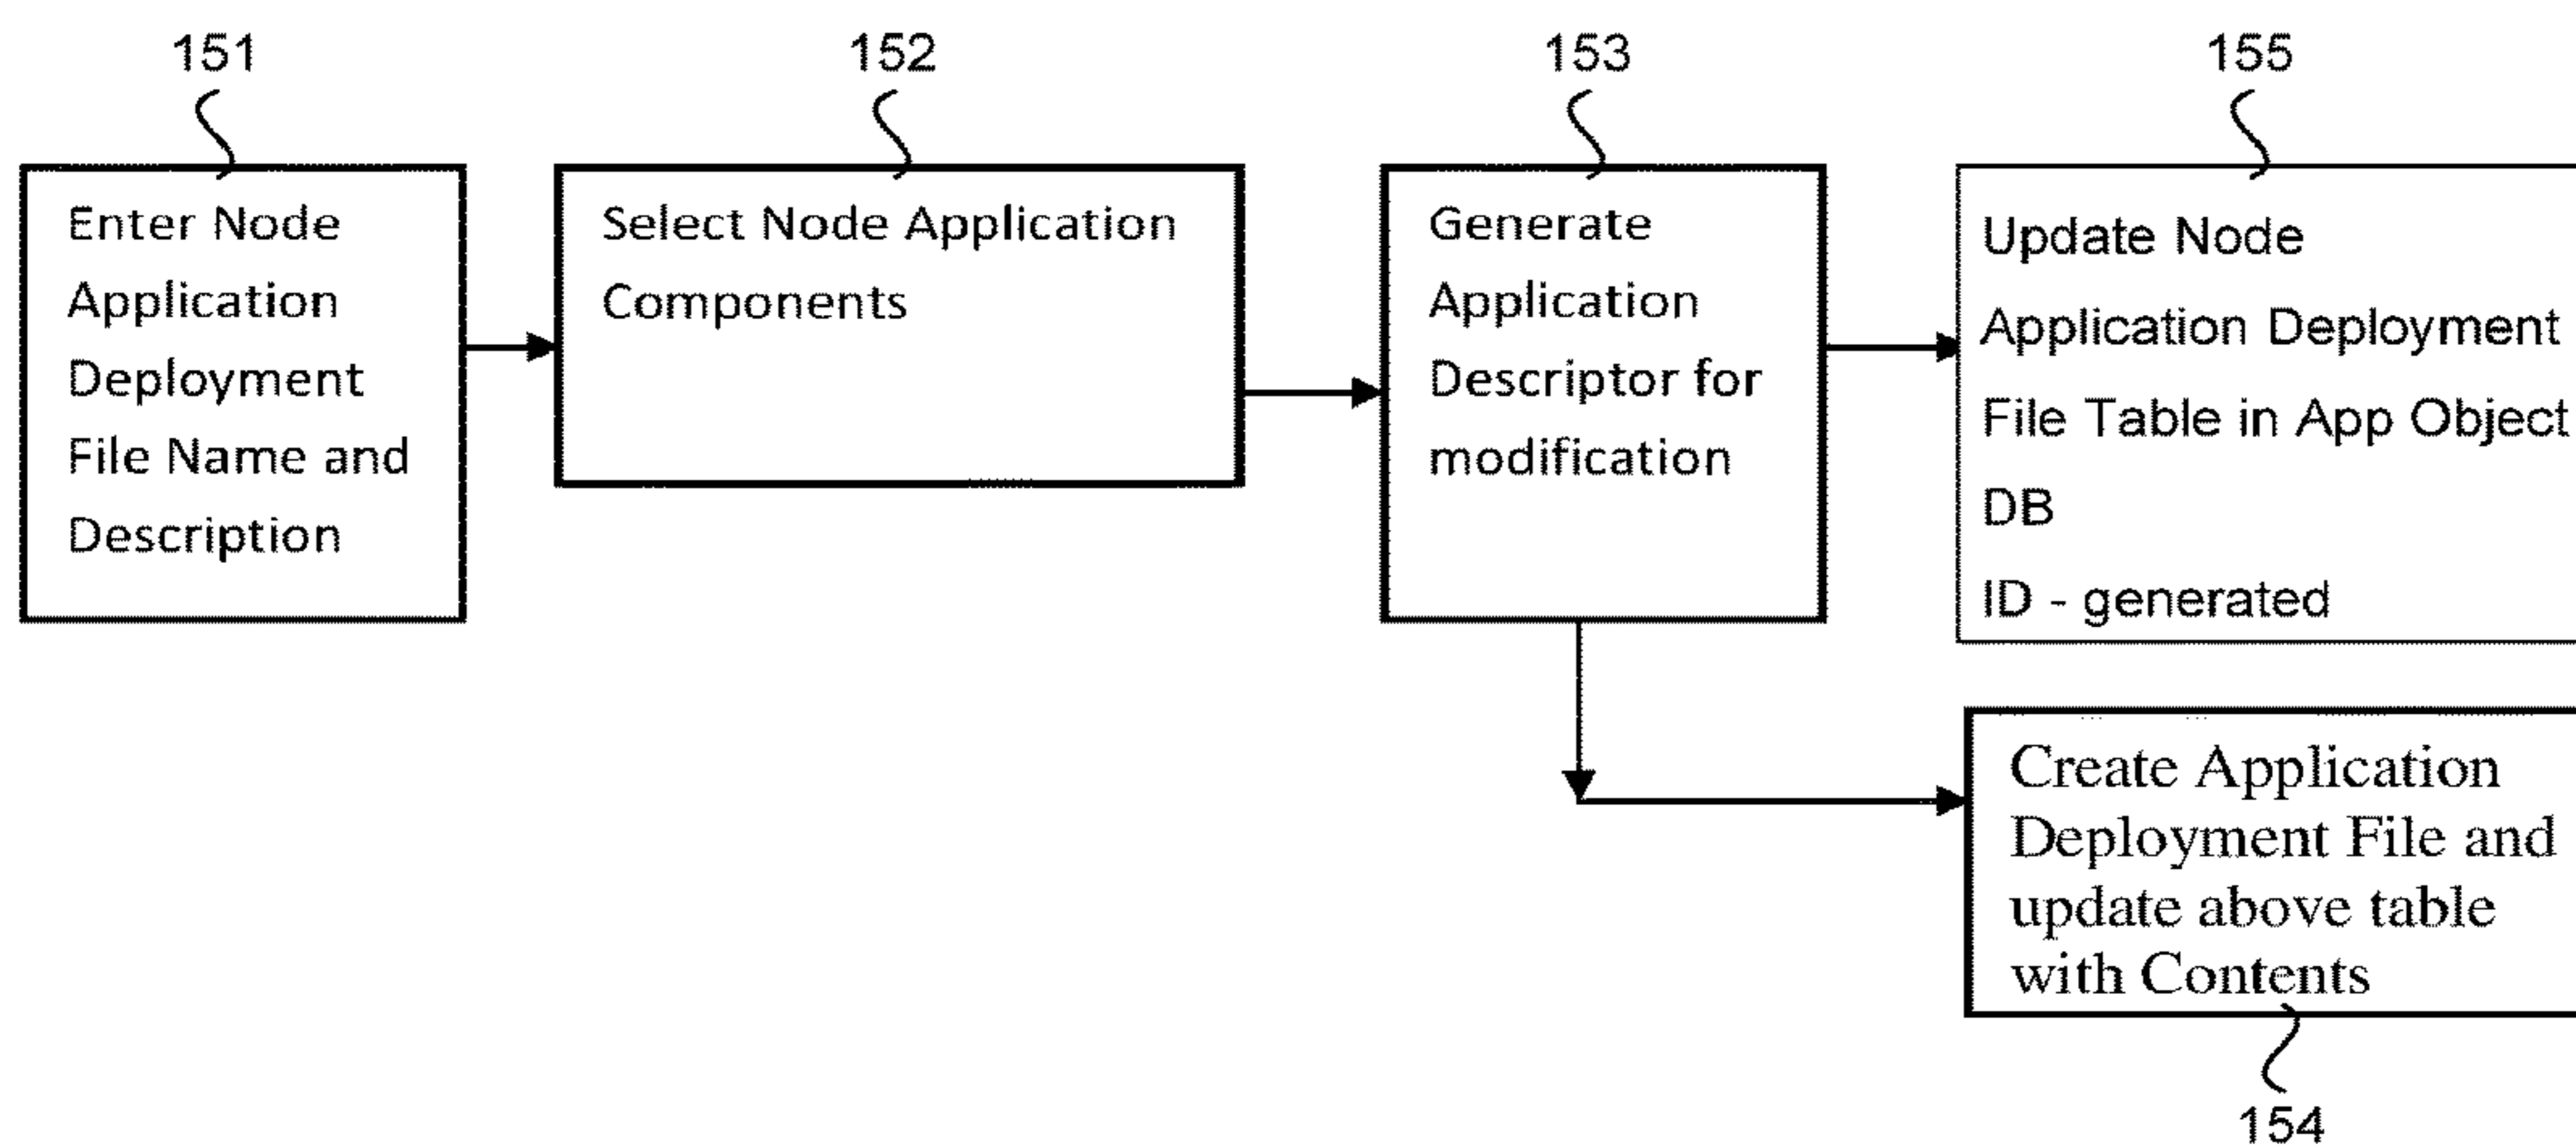 151
Enter Node
Application
Deployment
File Name and
Description
152
Select Node Application
Components
153
Generate
Application
Descriptor for
modification
155
Update Node
Application Deployment
File Table in App Object
DB
ID - generated
Create Application
Deployment File and
update above table
with Contents
154